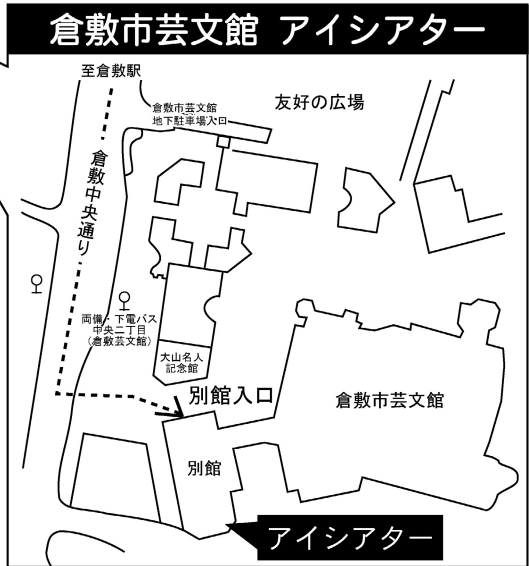 倉敷市芸文館 アイシアター
至倉敷駅
倉敷市芸文館
地下駐車場入口
友好の広場
倉敷中央通り
両備・下電バス
中央二丁目
(倉敷芸文館)
大山名人
記念館
別館入口
倉敷市芸文館
別館
アイシアター